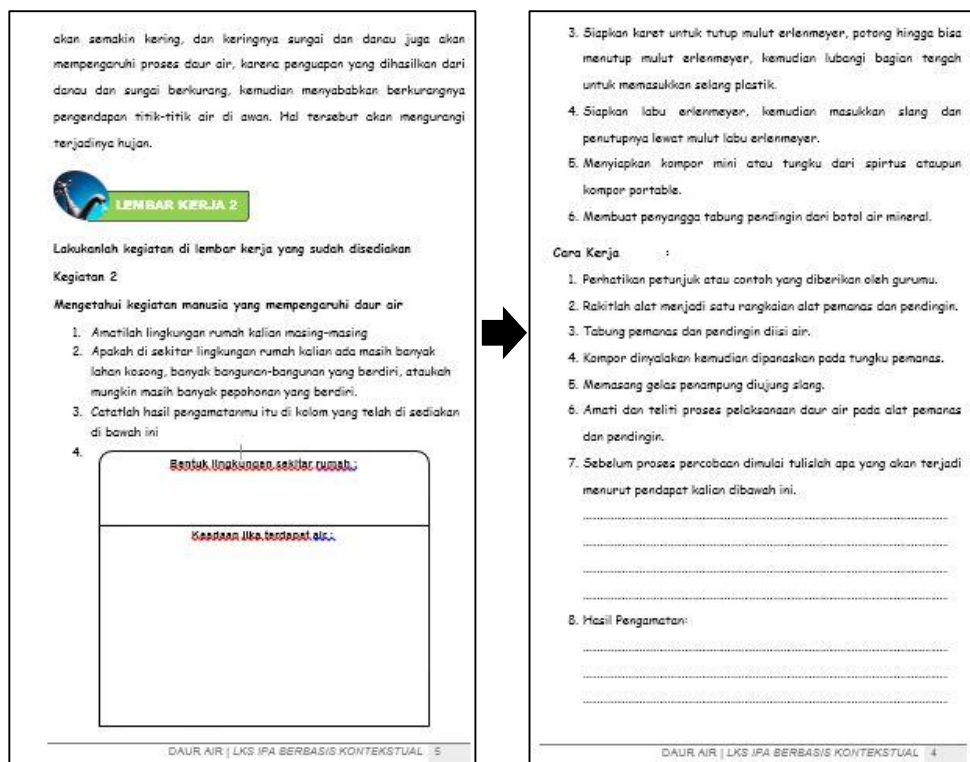 akan semakin kering, dan keringnya sungai dan danau juga akan
mempengaruhi proses daur air, karena penguapan yang dihasilkan dari
danau dan sungai berkurang, kemudian menyababkan berkurangnya
pengendapan titik-titik air di awan. Hal tersebut akan mengurangi
terjadinya hujan.
LEMBAR KERJA 2
Lakukanlah kegiatan di lembar kerja yang sudah disediakan
Kegiatan 2
Mengetahui kegiatan manusia yang mempengaruhi daur air
1. Amatilah lingkungan rumah kalian masing-masing
2. Apakah di sekitar lingkungan rumah kalian ada masih banyak
lahan kosong, banyak bangunan-bangunan yang berdiri, ataukah
mungkin masih banyak pepohonan yang berdiri.
3. Catatlah hasil pengamatanmu itu di kolom yang telah di sediakan
di bawah ini
4.
Bentuk lingkungan sekitar rumah :
Keadaan jika terdapat air :
DAUR AIR | LKS IPA BERBASIS KONTEKSTUAL 5
3. Siapkan karet untuk tutup mulut erlenmeyer, potong hingga bisa
menutup mulut erlenmeyer, kemudian lubangi bagian tengah
untuk memasukkan selang plastik.
4. Siapkan labu erlenmeyer, kemudian masukkan slang dan
penutupnya lewat mulut labu erlenmeyer.
5. Menyiapkan kompor mini atau tungku dari spirtus ataupun
kompor portable.
6. Membuat penyangga tabung pendingin dari botol air mineral.
Cara Kerja :
1. Perhatikan petunjuk atau contoh yang diberikan oleh gurumu.
2. Rakitlah alat menjadi satu rangkaian alat pemanas dan pendingin.
3. Tabung pemanas dan pendingin diisi air.
4. Kompor dinyalakan kemudian dipanaskan pada tungku pemanas.
5. Memasang gelas penampung diujung slang.
6. Amati dan teliti proses pelaksanaan daur air pada alat pemanas
dan pendingin.
7. Sebelum proses percobaan dimulai tulislah apa yang akan terjadi
menurut pendapat kalian dibawah ini.
8. Hasil Pengamatan:
DAUR AIR | LKS IPA BERBASIS KONTEKSTUAL 4